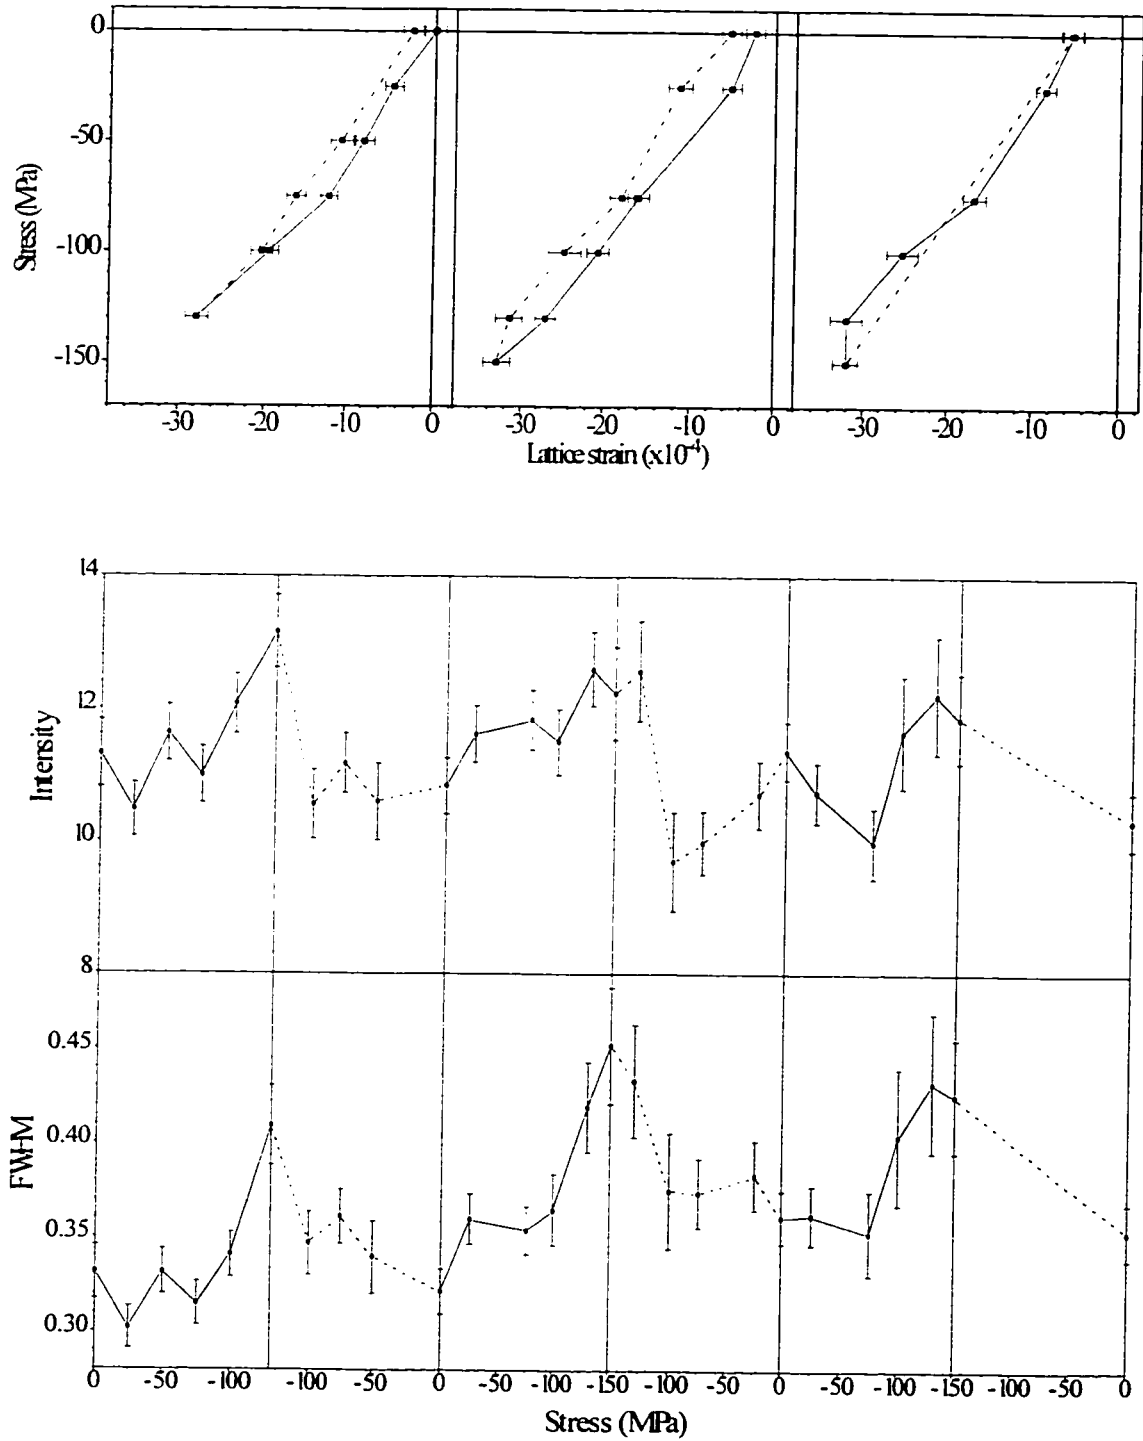 0
-50
-100
-150
Stress (MPa)
-30 -20 -10 0 -30 -20 -10 0 -30 -20 -10 0
Lattice strain (x10⁻⁴)
14
12
10
8
Intensity
0.45
0.40
0.35
0.30
FWHM
0 -50 -100 -100 -50 0 -50 -100 -150 -100 -50 0 -50 -100 -150 -100 -50 0
Stress (MPa)